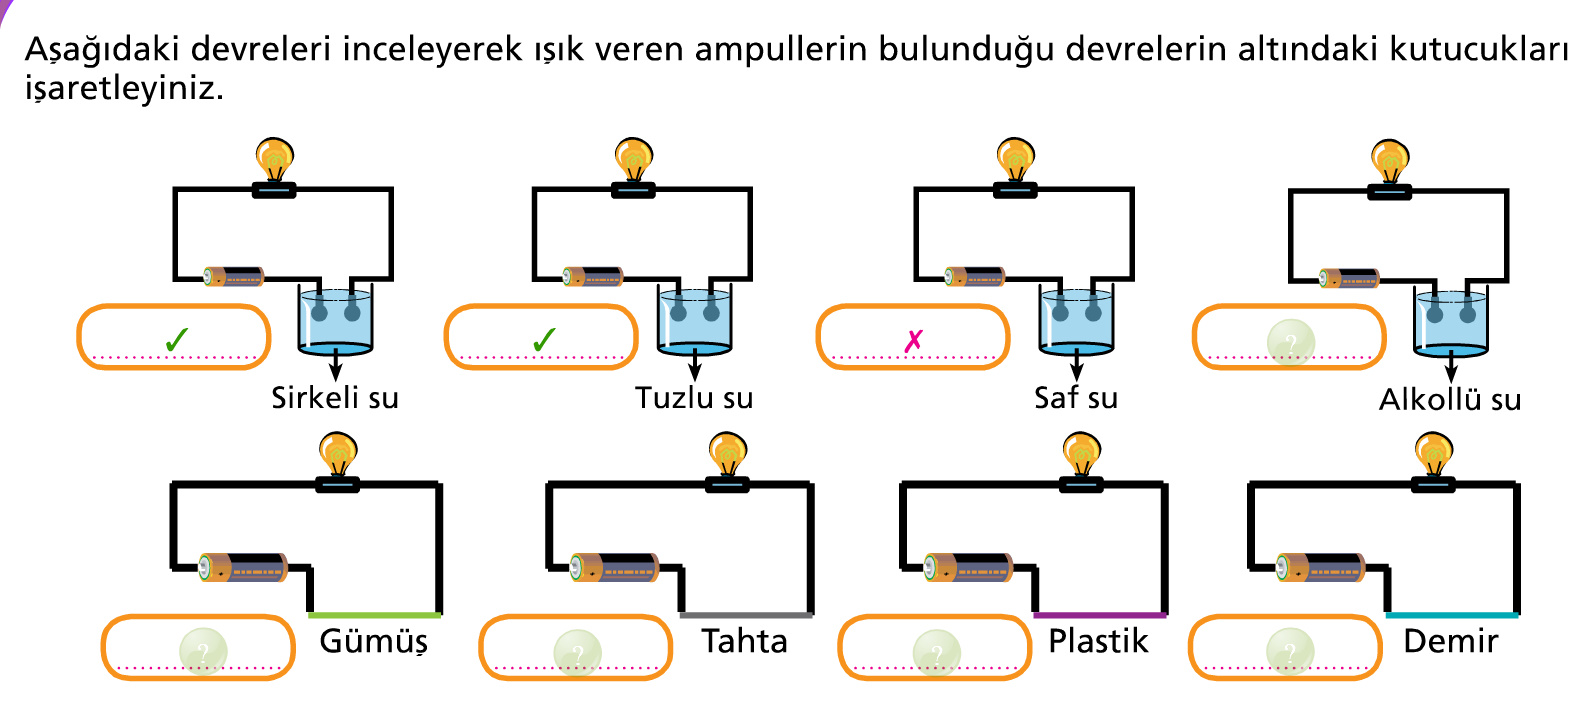 Aşağıdaki devreleri inceleyerek ışık veren ampullerin bulunduğu devrelerin altındaki kutucukları
işaretleyiniz.
✓ ✓ ✗ ?
Sirkeli su Tuzlu su Saf su Alkollü su
Gümüş Tahta Plastik Demir
? ? ? ?